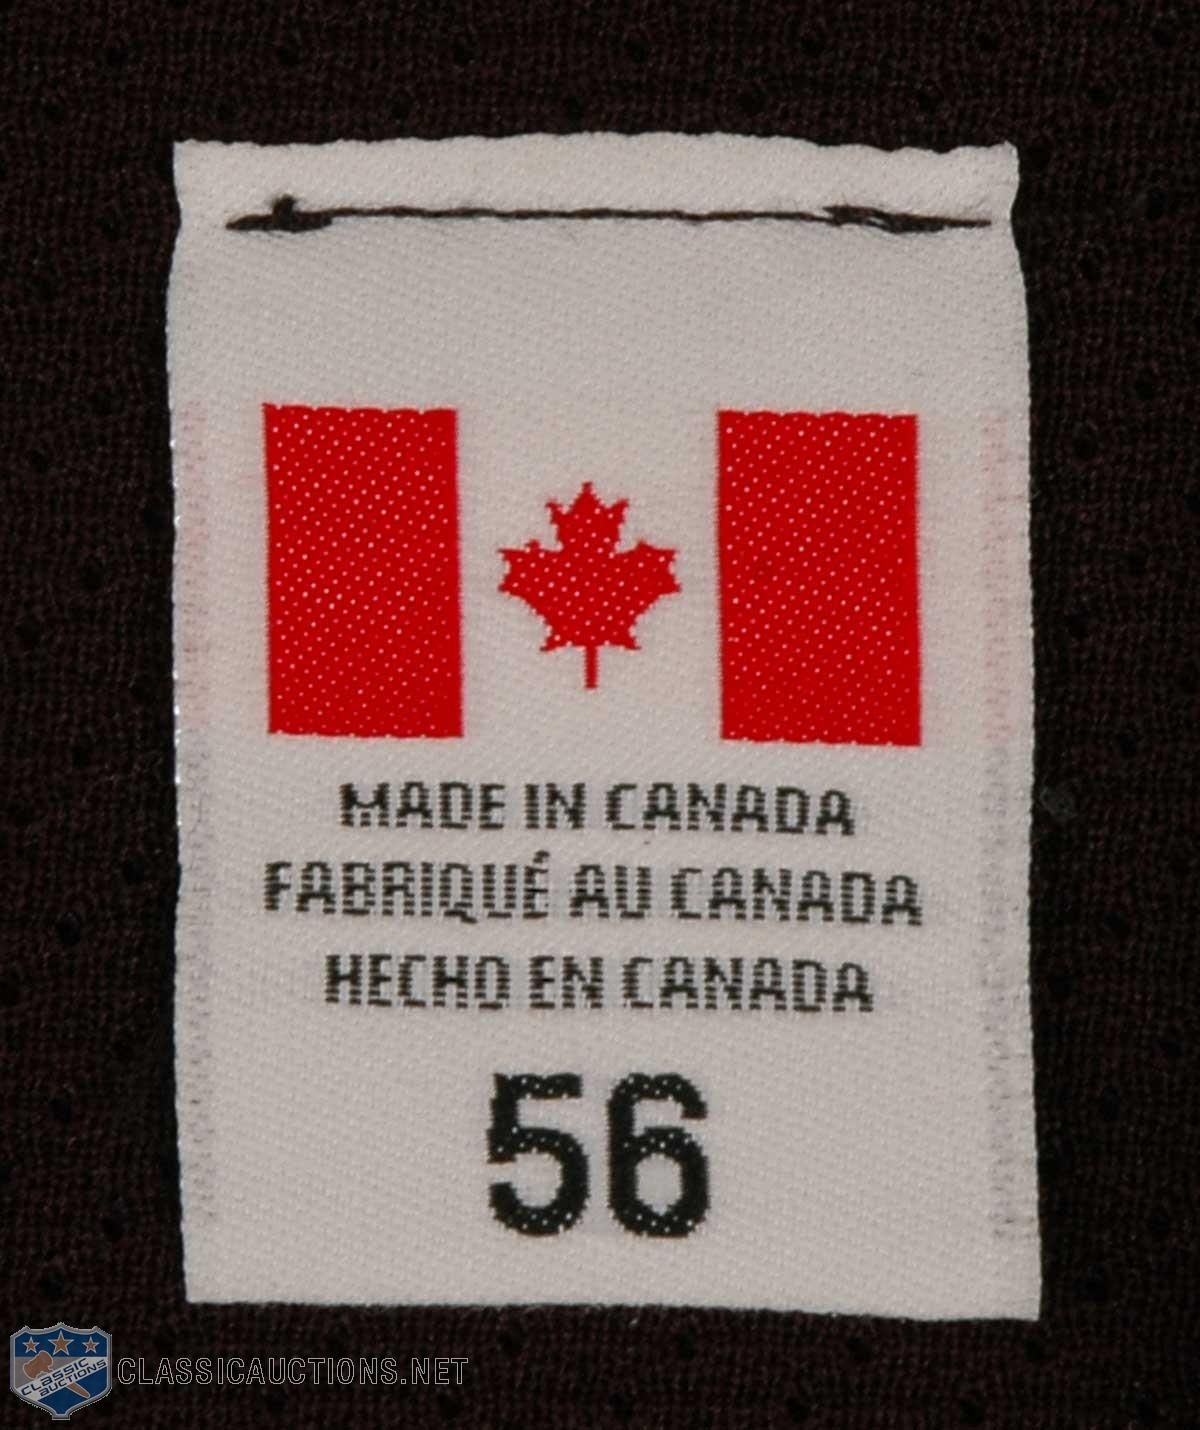 MADE IN CANADA
FABRIQUÉ AU CANADA
HECHO EN CANADA
56
CLASSIC
AUCTIONS
CLASSICAUCTIONS.NET